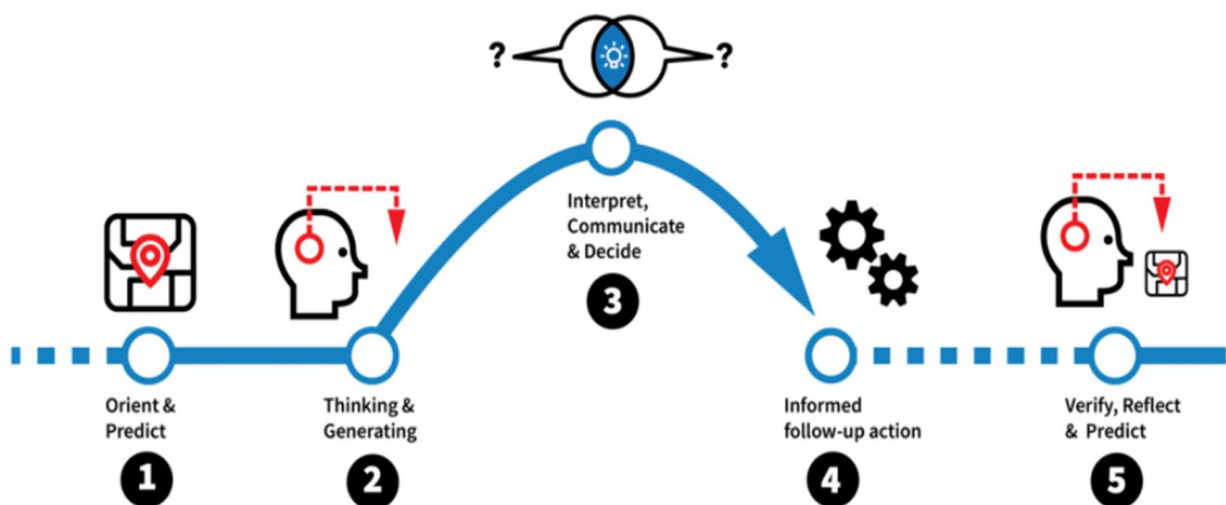 ? ?
Interpret,
Communicate
& Decide
3
Orient &
Predict
1
Thinking &
Generating
2
Informed
follow-up action
4
Verify, Reflect
& Predict
5